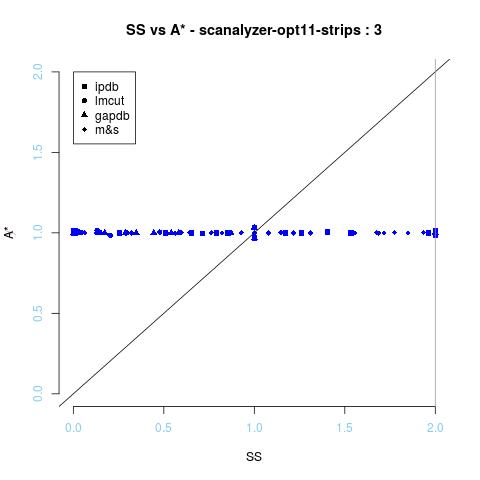 SS vs A* - scanalyzer-opt11-strips : 3
ipdb
lmcut
gapdb
m&s
2.0
1.5
1.0
0.5
0.0
A*
0.0 0.5 1.0 1.5 2.0
SS